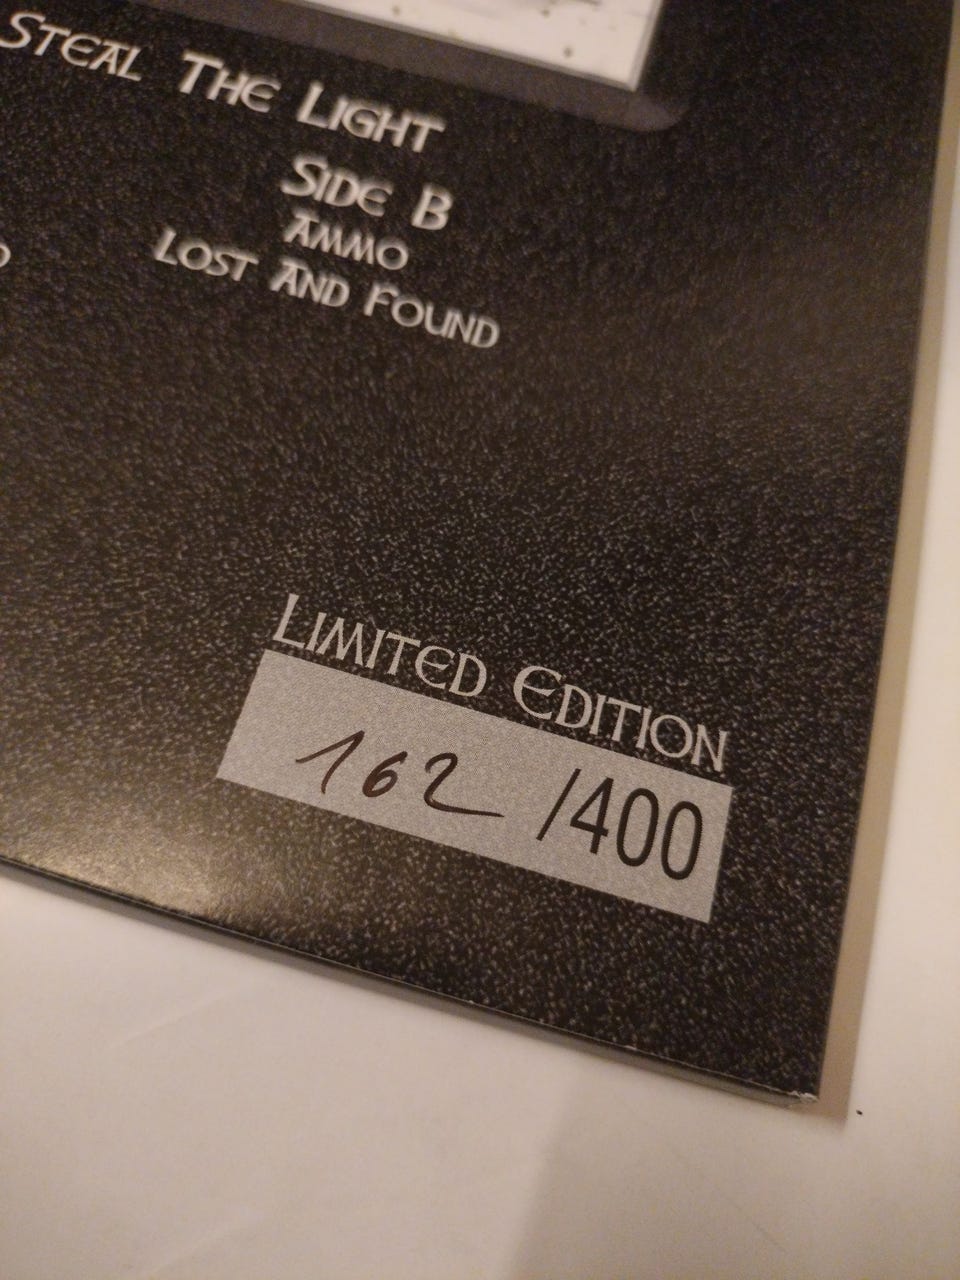 STEAL THE LIGHT
SIDE B
AMMO
LOST AND FOUND
LIMITED EDITION
162 /400